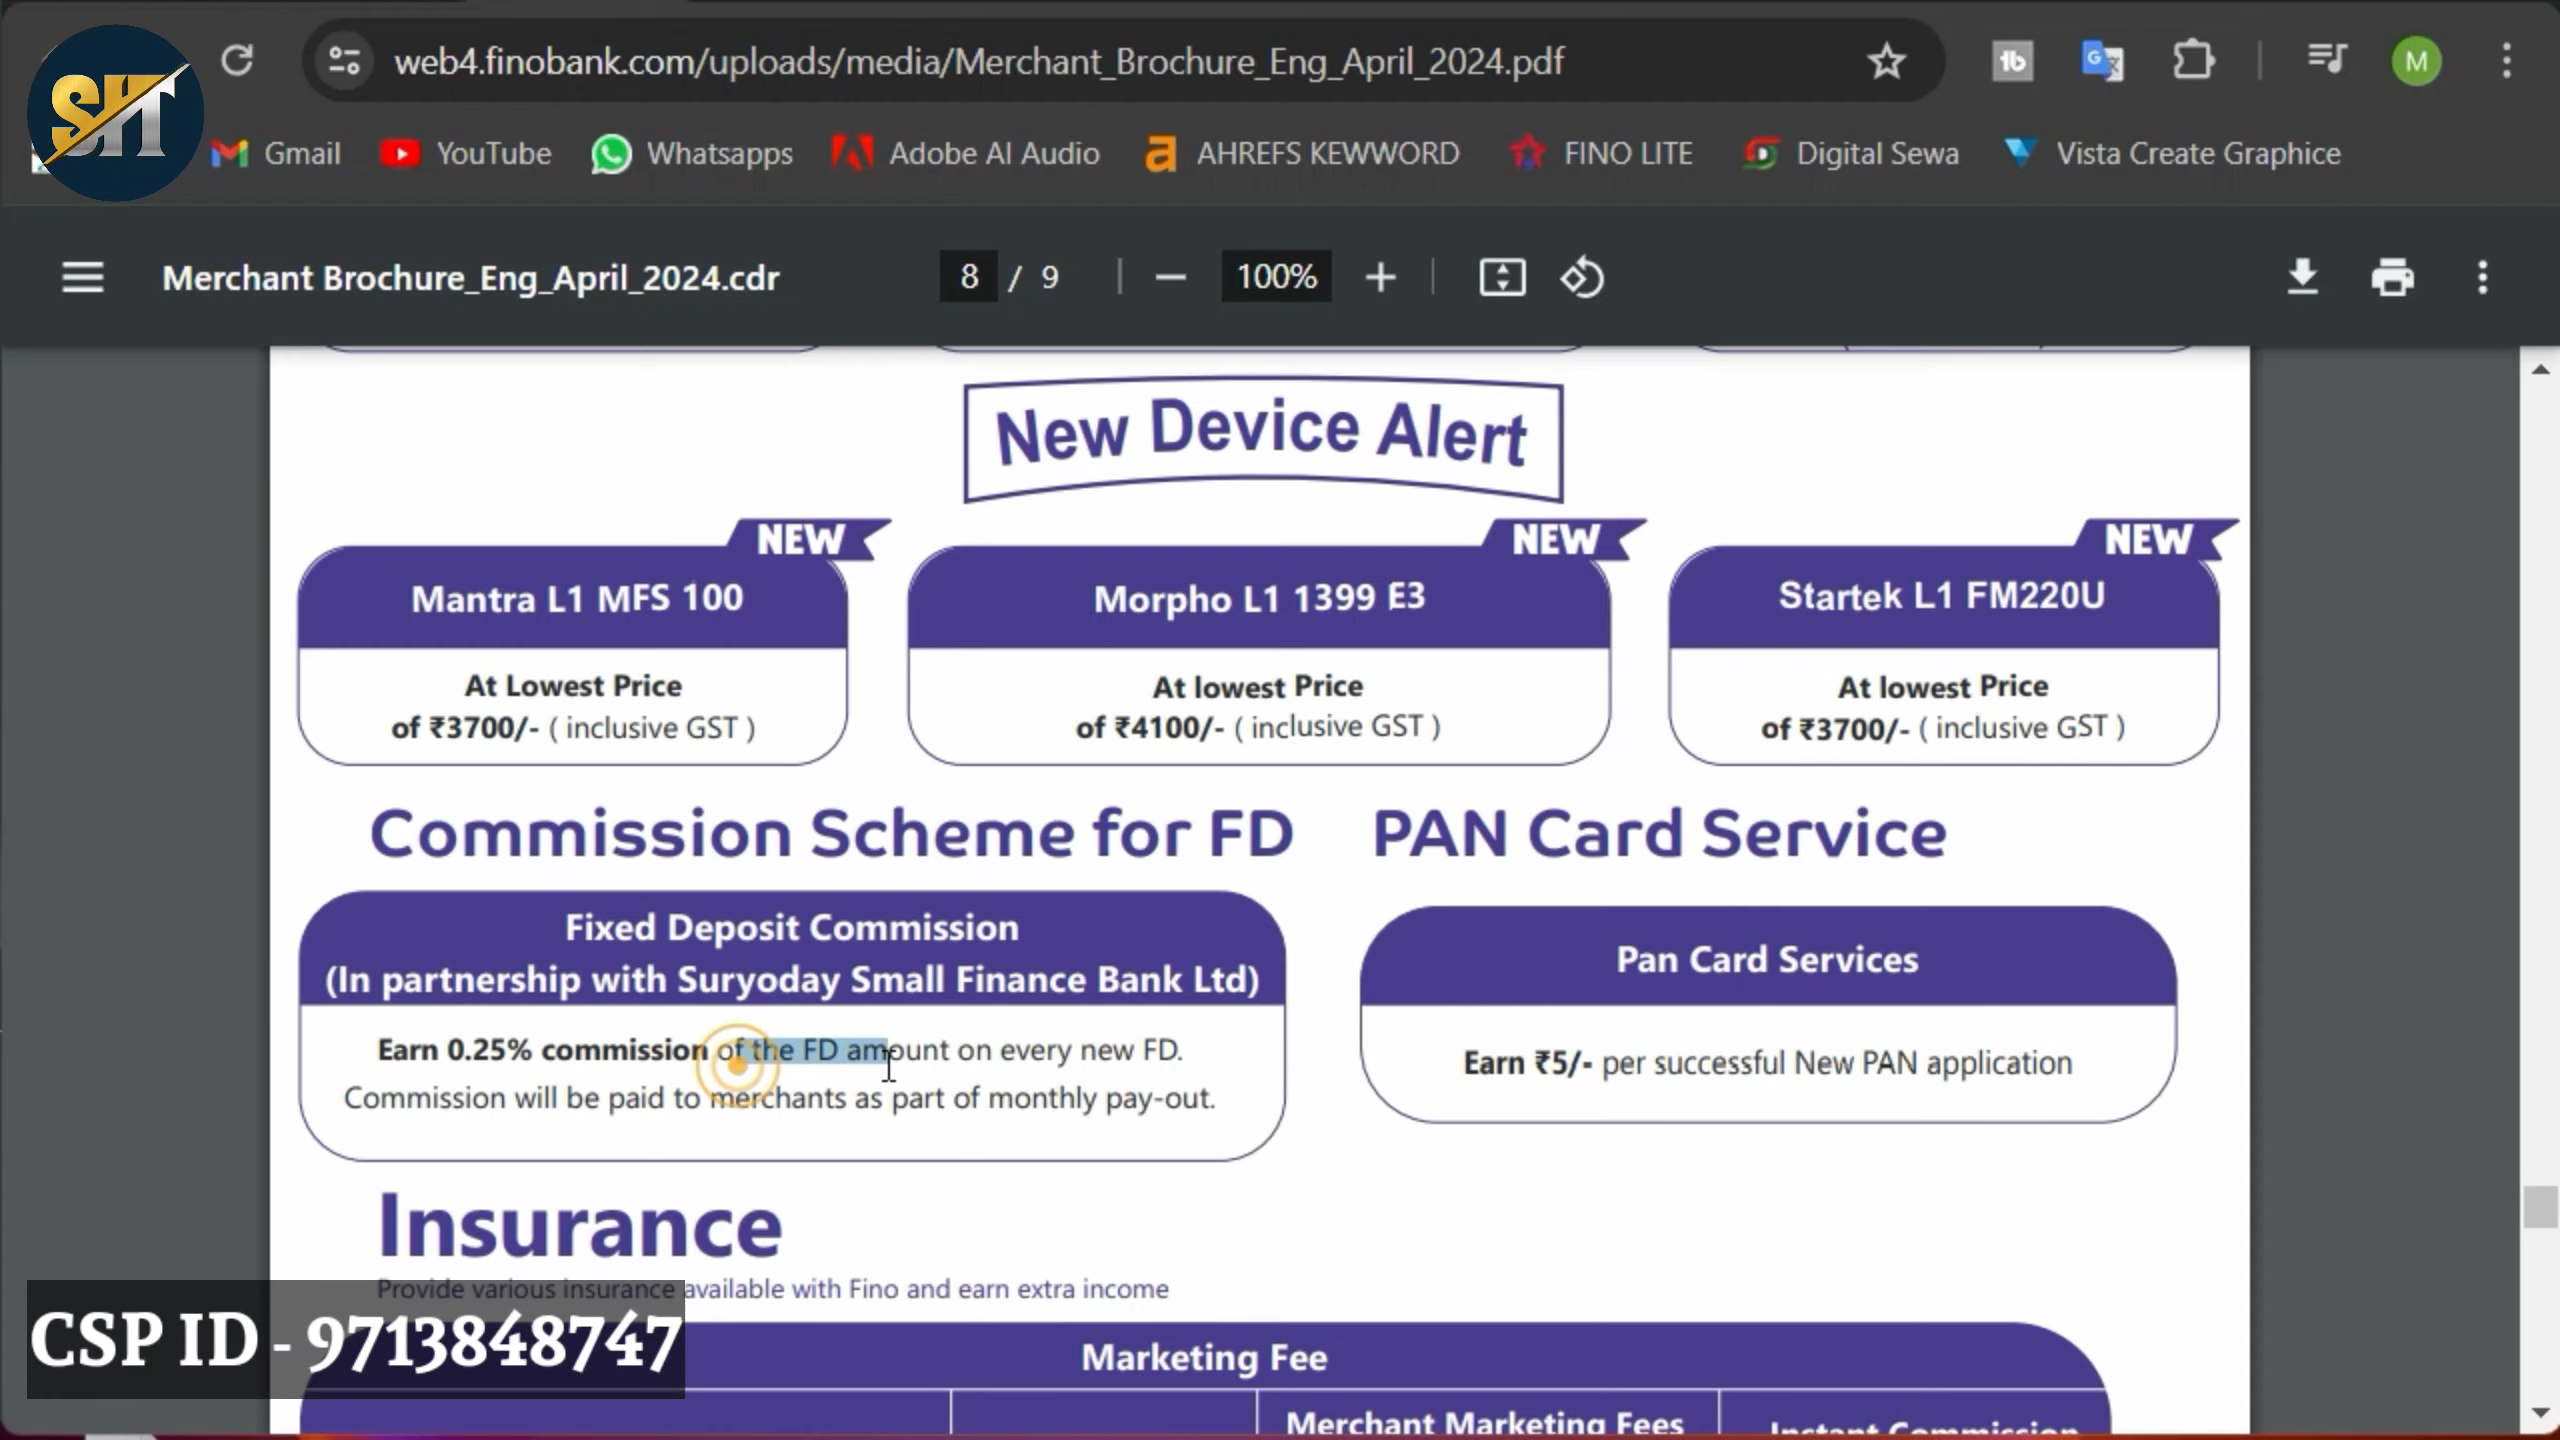 SHT
web4.finobank.com/uploads/media/Merchant_Brochure_Eng_April_2024.pdf
M
Gmail
YouTube
Whatsapps
Adobe AI Audio
AHREFS KEWWORD
FINO LITE
Digital Sewa
Vista Create Graphice
Merchant Brochure_Eng_April_2024.cdr
8 / 9
100%
New Device Alert
NEW
Mantra L1 MFS 100
At Lowest Price
of ₹3700/- ( inclusive GST )
NEW
Morpho L1 1399 E3
At lowest Price
of ₹4100/- ( inclusive GST )
NEW
Startek L1 FM220U
At lowest Price
of ₹3700/- ( inclusive GST )
Commission Scheme for FD
Fixed Deposit Commission
(In partnership with Suryoday Small Finance Bank Ltd)
Earn 0.25% commission of the FD amount on every new FD.
Commission will be paid to merchants as part of monthly pay-out.
PAN Card Service
Pan Card Services
Earn ₹5/- per successful New PAN application
Insurance
Provide various insurance available with Fino and earn extra income
CSP ID - 9713848747
Marketing Fee
Merchant Marketing Fees
Instant Commission